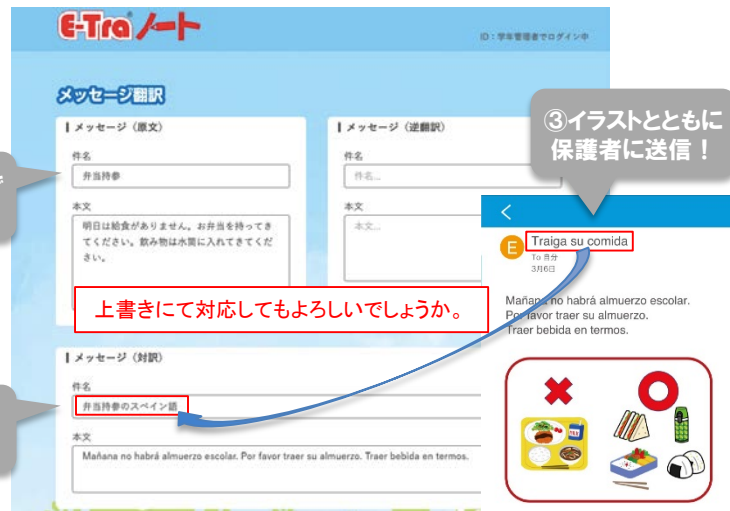 E-Traノート
ID：学年管理者でログイン中
メッセージ翻訳
メッセージ（原文）
件名
弁当持参
本文
明日は給食がありません。お弁当を持ってき
てください。飲み物は水筒に入れてきてくだ
さい。
メッセージ（逆翻訳）
件名
件名...
本文
本文...
③イラストとともに
保護者に送信！
上書きにて対応してもよろしいでしょうか。
E
Traiga su comida
To 自分
3月6日
Mañana no habrá almuerzo escolar.
Por favor traer su almuerzo.
Traer bebida en termos.
メッセージ（対訳）
件名
弁当持参のスペイン語
本文
Mañana no habrá almuerzo escolar. Por favor traer su almuerzo. Traer bebida en termos.